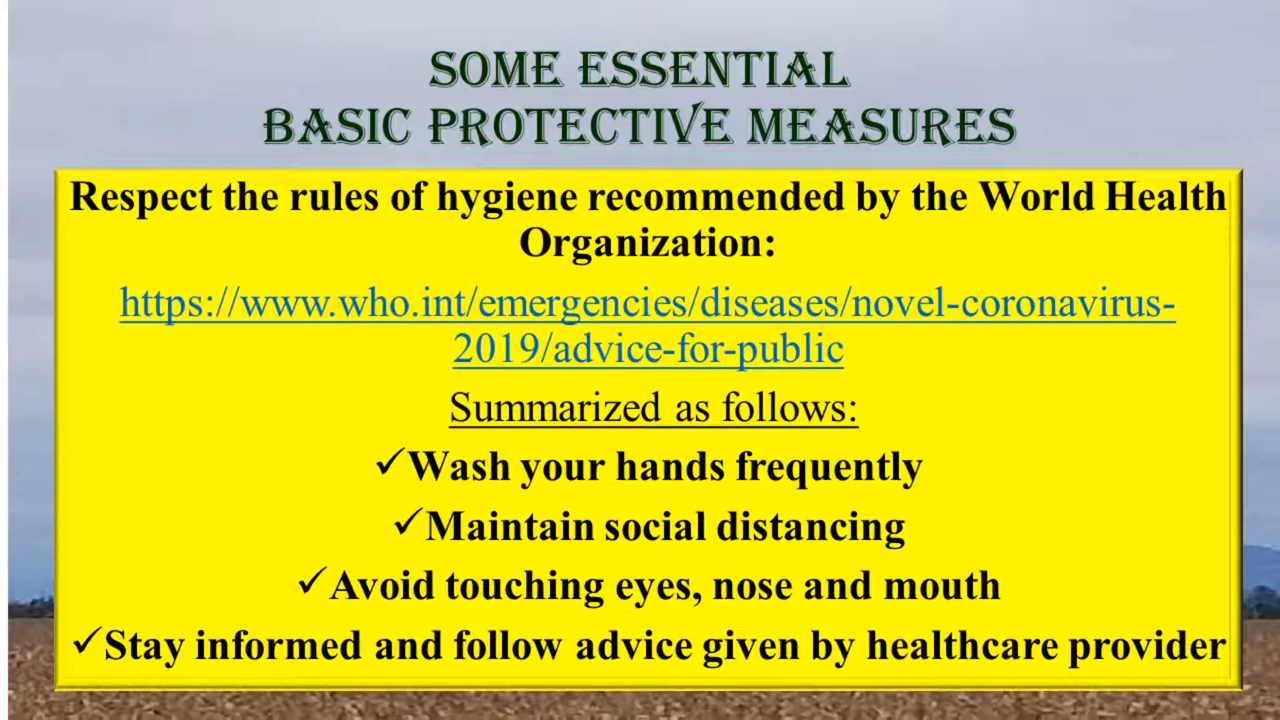 SOME ESSENTIAL
BASIC PROTECTIVE MEASURES
Respect the rules of hygiene recommended by the World Health
Organization:
https://www.who.int/emergencies/diseases/novel-coronavirus-
2019/advice-for-public
Summarized as follows:
✓Wash your hands frequently
✓Maintain social distancing
✓Avoid touching eyes, nose and mouth
✓Stay informed and follow advice given by healthcare provider